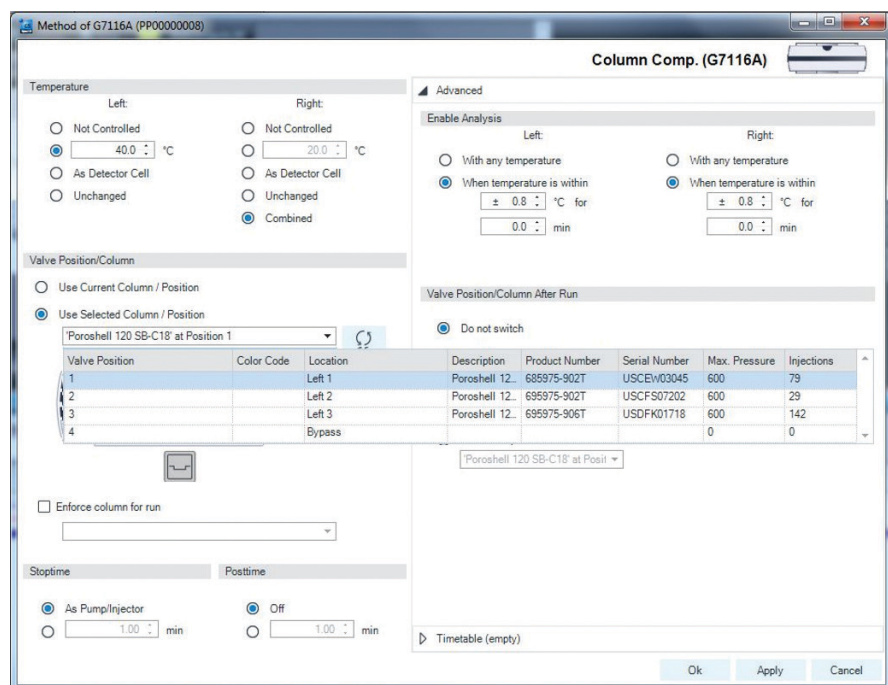 Method of G7116A (PP00000008)
Column Comp. (G7116A)
Temperature
Left: Right:
Not Controlled Not Controlled
40.0 °C 20.0 °C
As Detector Cell As Detector Cell
Unchanged Unchanged
Combined
Valve Position/Column
Use Current Column / Position
Use Selected Column / Position
'Poroshell 120 SB-C18' at Position 1
Valve Position Color Code Location Description Product Number Serial Number Max. Pressure Injections
1 Left 1 Poroshell 12... 685975-902T USCEW03045 600 79
2 Left 2 Poroshell 12... 695975-902T USCFS07202 600 29
3 Left 3 Poroshell 12... 695975-906T USDFK01718 600 142
4 Bypass 0 0
Enforce column for run
Stoptime Posttime
As Pump/Injector Off
1.00 min 1.00 min
Advanced
Enable Analysis
Left: Right:
With any temperature With any temperature
When temperature is within When temperature is within
± 0.8 °C for ± 0.8 °C for
0.0 min 0.0 min
Valve Position/Column After Run
Do not switch
'Poroshell 120 SB-C18' at Posit
Timetable (empty)
Ok Apply Cancel